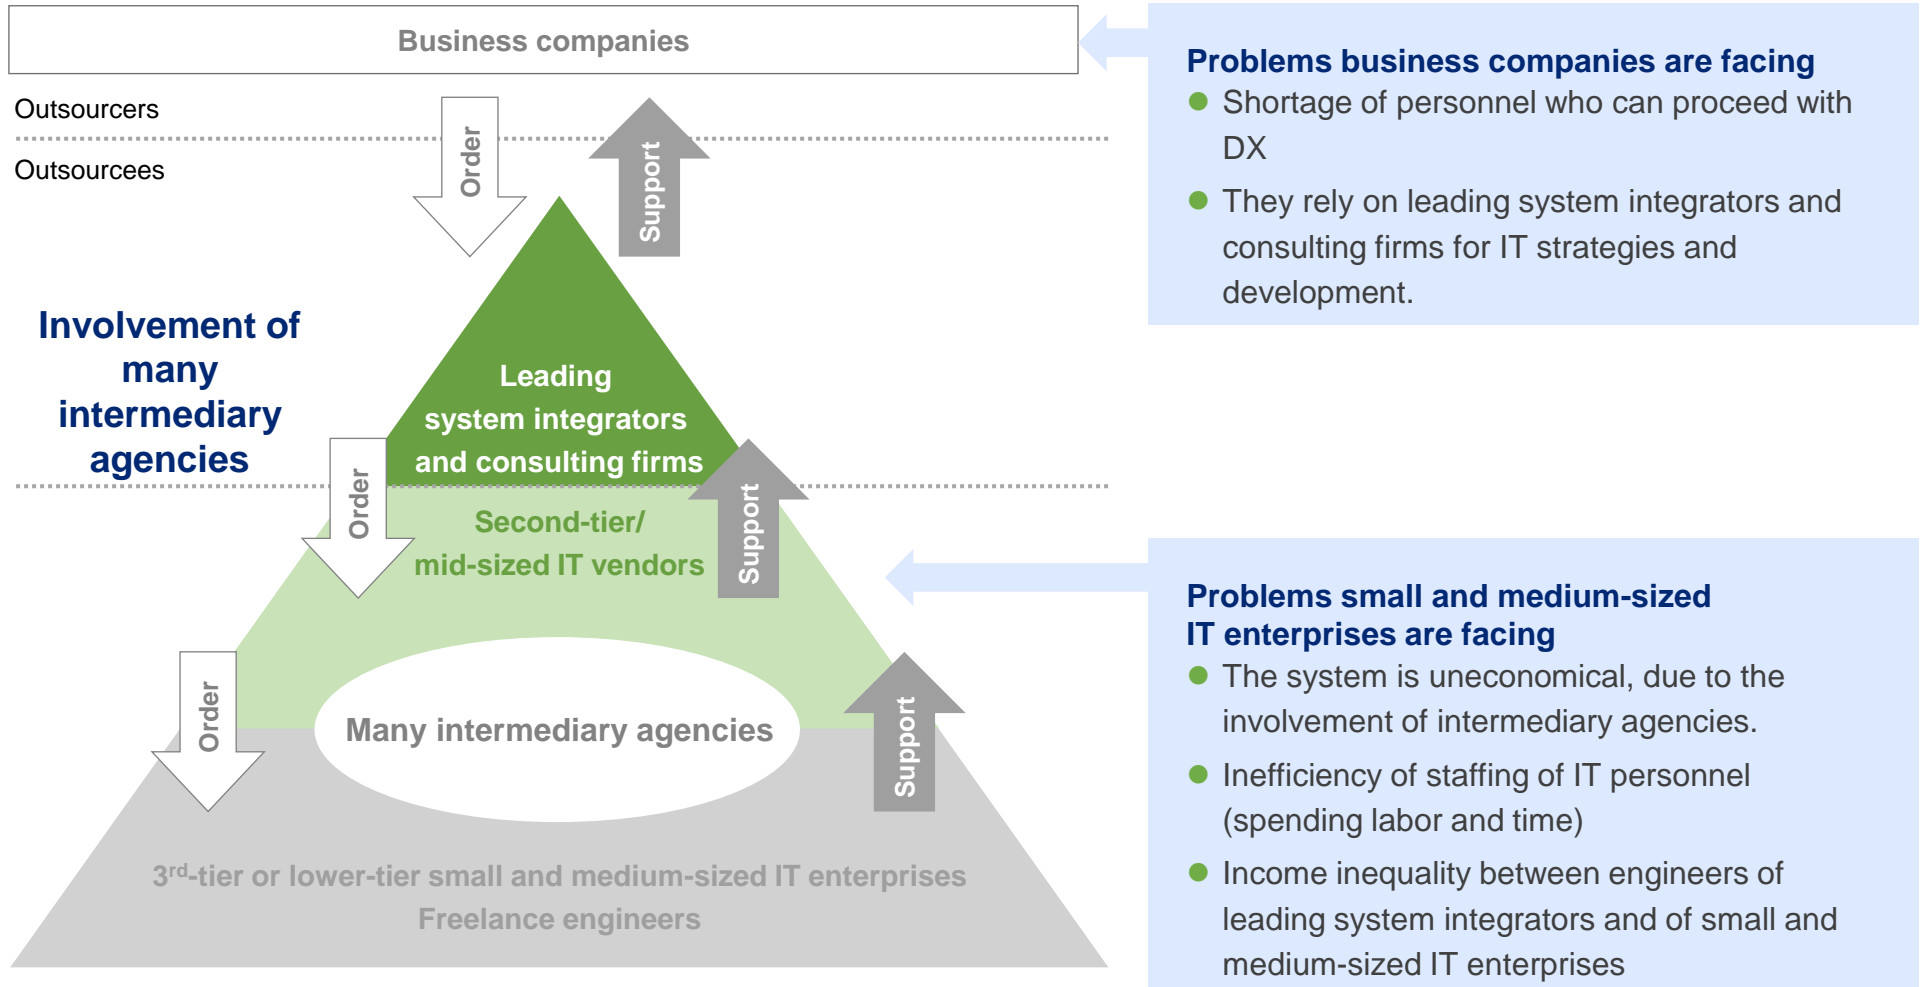 Business companies
Outsourcers
Outsourcees
Order
Support
Involvement of
many
intermediary
agencies
Leading
system integrators
and consulting firms
Order
Support
Second-tier/
mid-sized IT vendors
Order
Support
Many intermediary agencies
3rd-tier or lower-tier small and medium-sized IT enterprises
Freelance engineers
Problems business companies are facing
● Shortage of personnel who can proceed with
DX
● They rely on leading system integrators and
consulting firms for IT strategies and
development.
Problems small and medium-sized
IT enterprises are facing
● The system is uneconomical, due to the
involvement of intermediary agencies.
● Inefficiency of staffing of IT personnel
(spending labor and time)
● Income inequality between engineers of
leading system integrators and of small and
medium-sized IT enterprises